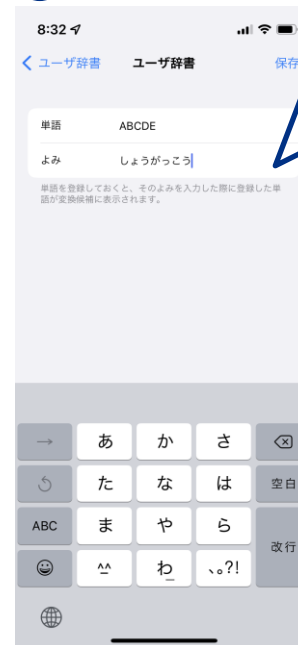 8:32
ユーザ辞書 ユーザ辞書 保存
単語 ABCDE
よみ しょうがっこう
単語を登録しておくと、そのよみを入力した際に登録した単
語が変換候補に表示されます。
→ あ か さ
た な は 空白
ABC ま や ら
改行
^^ わ 、。?!